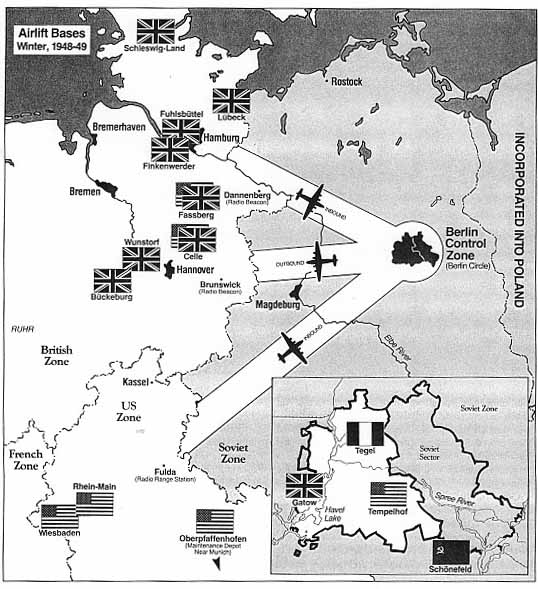 Airlift Bases
Winter, 1948-49
Schleswig-Land
Rostock
Lübeck
Fuhlsbüttel
Hamburg
Bremerhaven
Finkenwerder
Bremen
Dannenberg
(Radio Beacon)
Fassberg
INBOUND
INCORPORATED INTO POLAND
Berlin
Control
Zone
(Berlin Circle)
Wunstorf
Celle
OUTBOUND
Hannover
Brunswick
(Radio Beacon)
Bückeburg
Magdeburg
INBOUND
Elbe River
RUHR
British
Zone
Kassel
US
Zone
French
Zone
Soviet
Zone
Fulda
(Radio Range Station)
Rhein-Main
Wiesbaden
Oberpfaffenhofen
(Maintenance Depot
Near Munich)
Soviet Zone
Tegel
Soviet
Sector
Gatow
Havel
Lake
Tempelhof
Spree River
Schönefeld